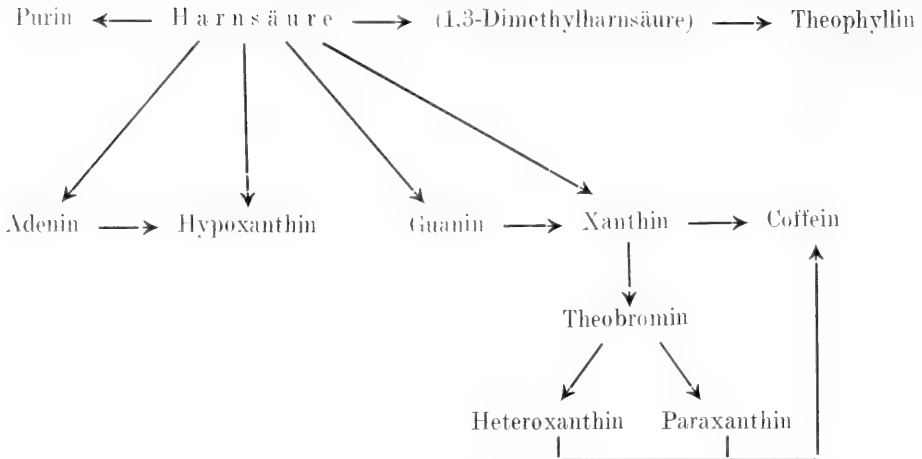 Purin Harnsäure (1,3-Dimethylharnsäure) Theophyllin
Adenin Hypoxanthin Guanin Xanthin Coffein
Theobromin
Heteroxanthin Paraxanthin